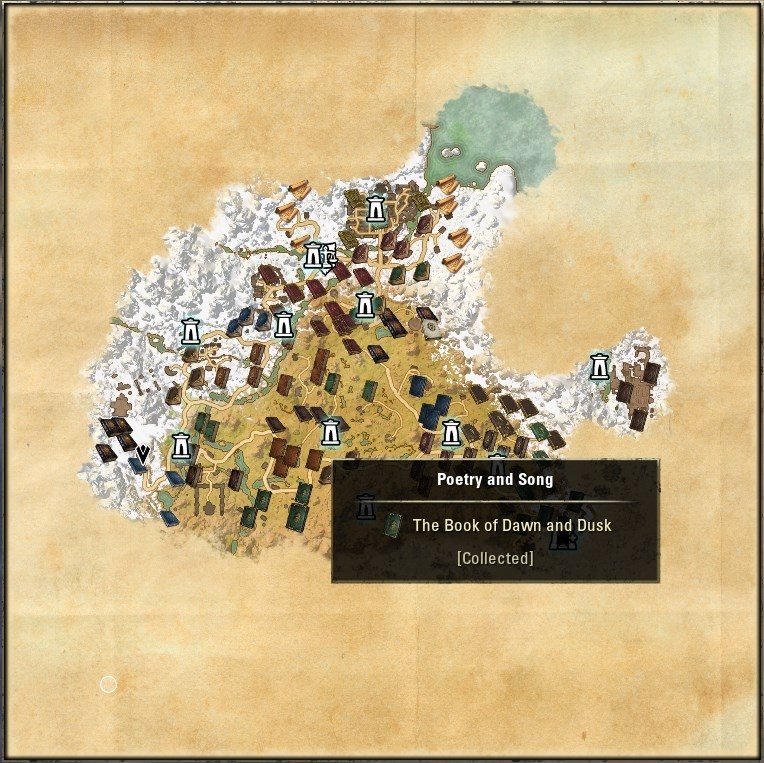 Poetry and Song
The Book of Dawn and Dusk
[Collected]